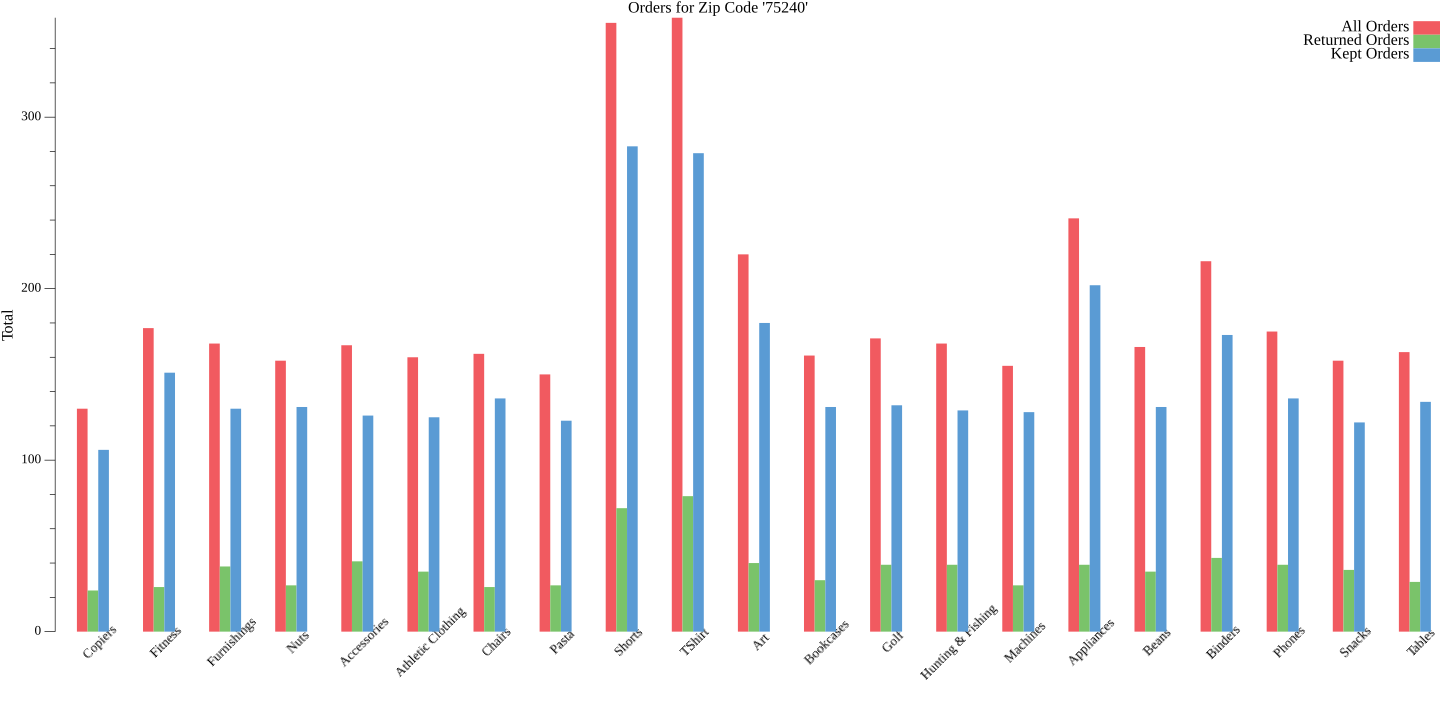 Orders for Zip Code '75240'
All Orders
Returned Orders
Kept Orders
Total
300
200
100
0
Copiers
Fitness
Furnishings
Nuts
Accessories
Athletic Clothing
Chairs
Pasta
Shorts
TShirt
Art
Bookcases
Golf
Hunting & Fishing
Machines
Appliances
Beans
Binders
Phones
Snacks
Tables